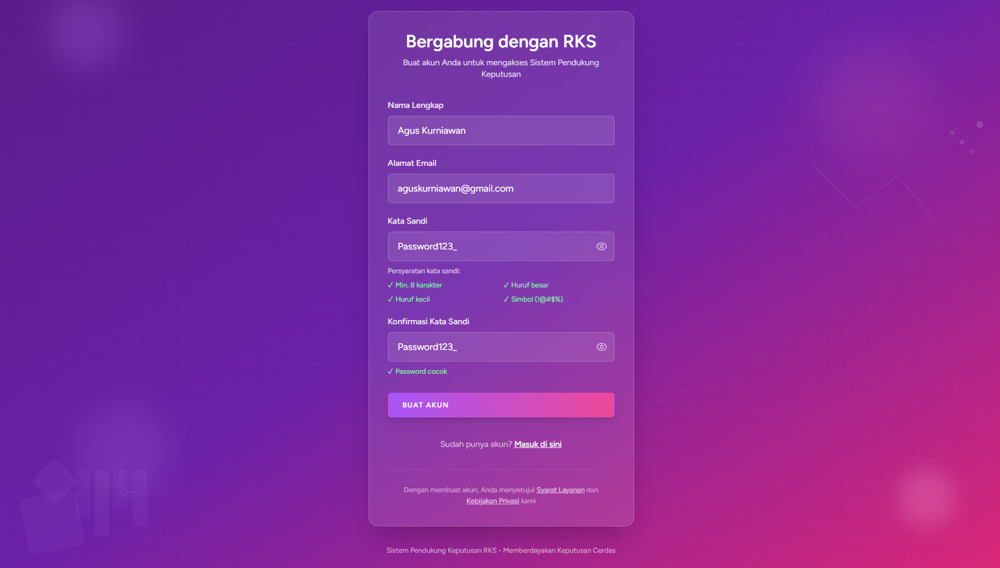 Bergabung dengan RKS
Buat akun Anda untuk mengakses Sistem Pendukung
Keputusan
Nama Lengkap
Agus Kurniawan
Alamat Email
aguskurniawan@gmail.com
Kata Sandi
Password123_
Persyaratan kata sandi:
✓ Min. 8 karakter ✓ Huruf besar
✓ Huruf kecil ✓ Simbol (!@#$%)
Konfirmasi Kata Sandi
Password123_
✓ Password cocok
BUAT AKUN
Sudah punya akun? Masuk di sini
Dengan membuat akun, Anda menyetujui Syarat Layanan dan
Kebijakan Privasi kami
Sistem Pendukung Keputusan RKS - Memberdayakan Keputusan Cerdas